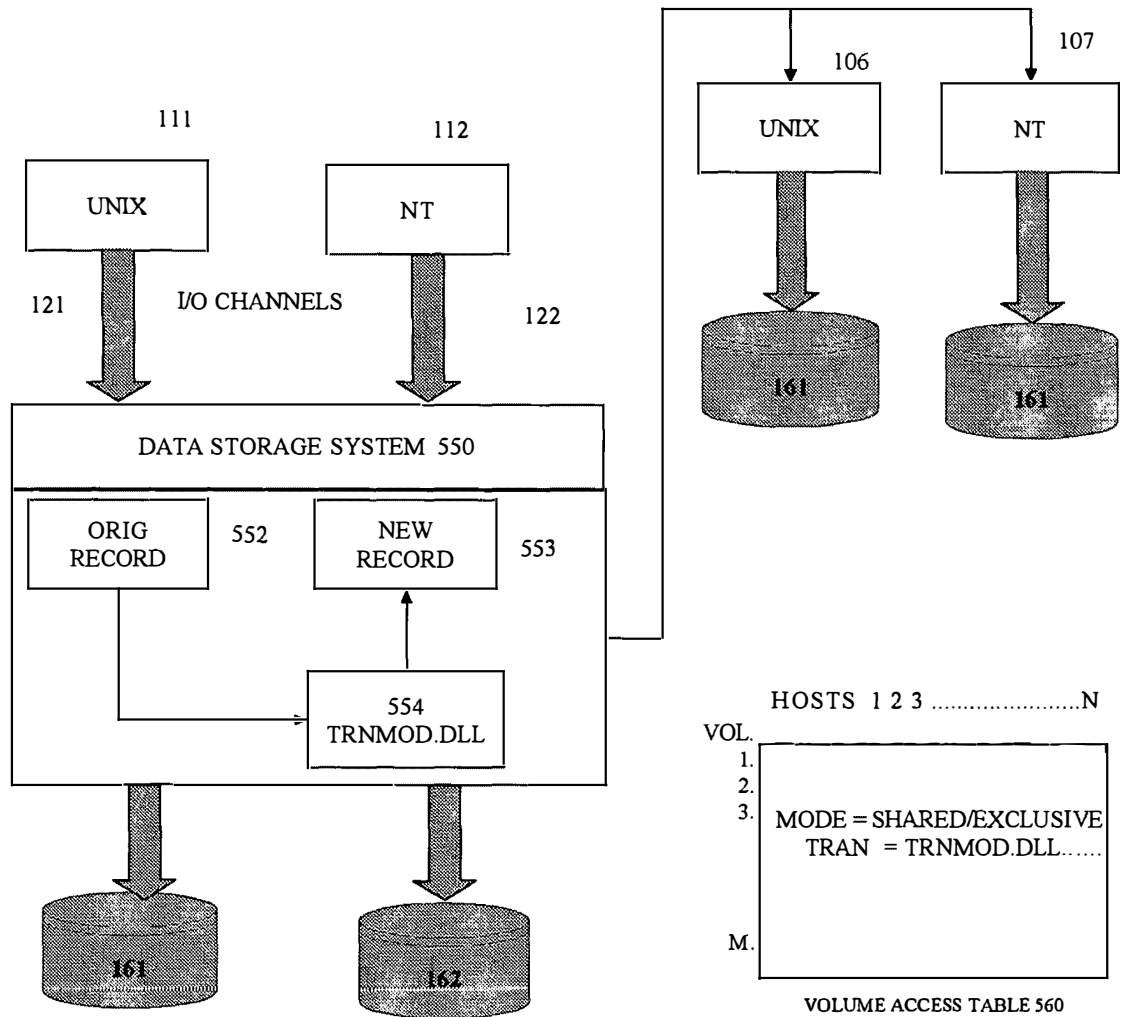 107
106
UNIX
NT
111
112
UNIX
NT
121
I/O CHANNELS
122
161
161
DATA STORAGE SYSTEM 550
ORIG
RECORD
552
NEW
RECORD
553
554
TRNMOD.DLL
HOSTS 1 2 3 ......................N
VOL.
1.
2.
3.
MODE = SHARED/EXCLUSIVE
TRAN = TRNMOD.DLL......
M.
161
162
VOLUME ACCESS TABLE 560